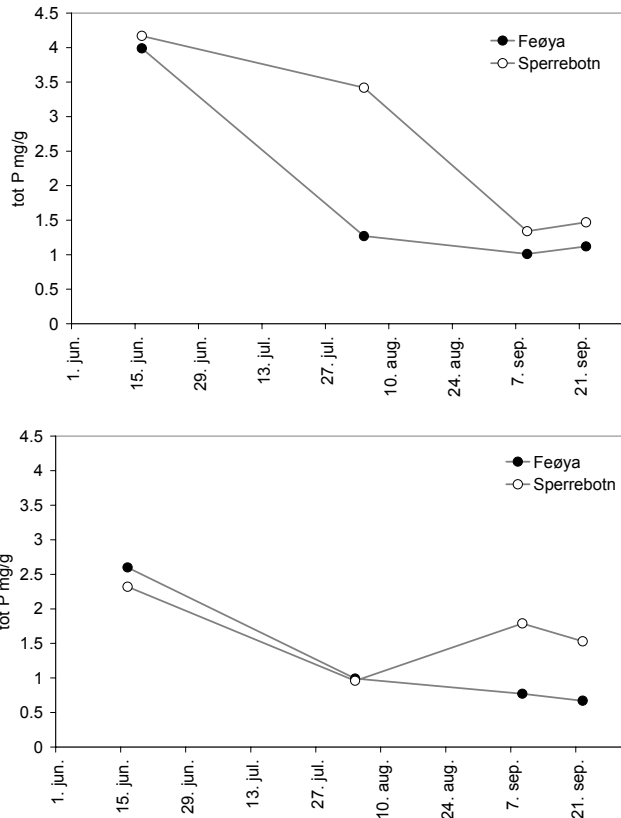 4.5
4
3.5
3
2.5
2
1.5
1
0.5
0
tot P mg/g
Feøya
Sperrebotn
1. jun.
15. jun.
29. jun.
13. jul.
27. jul.
10. aug.
24. aug.
7. sep.
21. sep.
4.5
4
3.5
3
2.5
2
1.5
1
0.5
0
tot P mg/g
Feøya
Sperrebotn
1. jun.
15. jun.
29. jun.
13. jul.
27. jul.
10. aug.
24. aug.
7. sep.
21. sep.